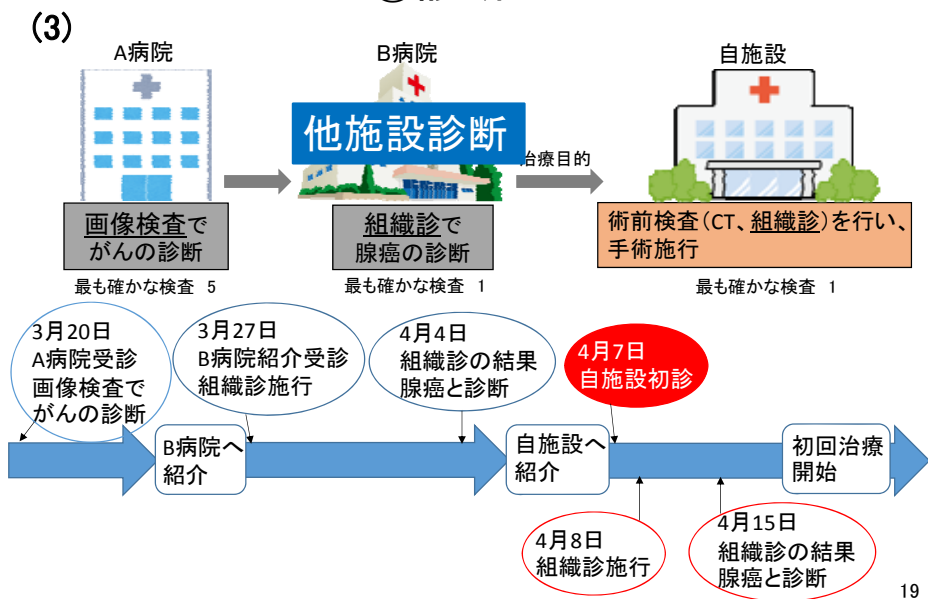 (3)
A病院
B病院
自施設
他施設診断
治療目的
画像検査で
がんの診断
組織診で
腺癌の診断
術前検査(CT、組織診)を行い、
手術施行
最も確かな検査 5
最も確かな検査 1
最も確かな検査 1
3月20日
A病院受診
画像検査で
がんの診断
3月27日
B病院紹介受診
組織診施行
4月4日
組織診の結果
腺癌と診断
4月7日
自施設初診
B病院へ
紹介
自施設へ
紹介
初回治療
開始
4月8日
組織診施行
4月15日
組織診の結果
腺癌と診断
19